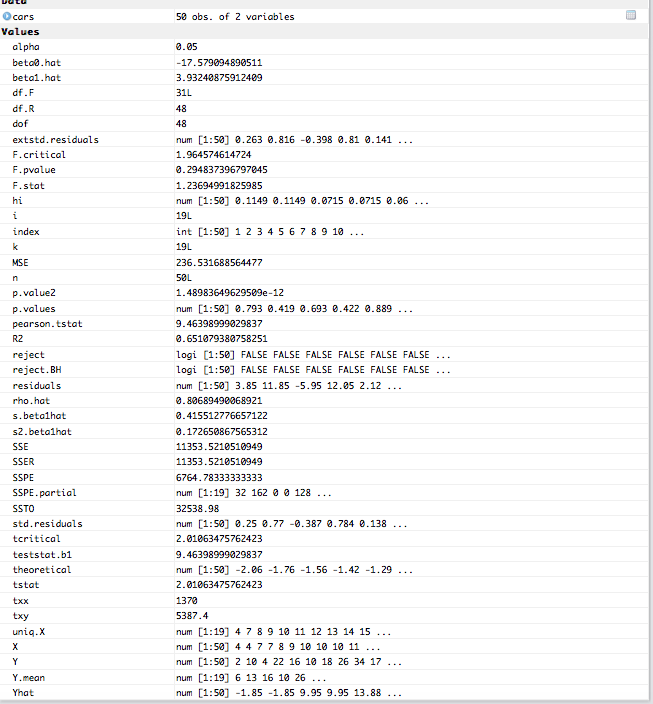 Data
cars 50 obs. of 2 variables
Values
alpha 0.05
beta0.hat -17.579094890511
beta1.hat 3.93240875912409
df.F 31L
df.R 48
dof 48
extstd.residuals num [1:50] 0.263 0.816 -0.398 0.81 0.141 ...
F.critical 1.964574614724
F.pvalue 0.294837396797045
F.stat 1.23694991825985
hi num [1:50] 0.1149 0.1149 0.0715 0.0715 0.06 ...
i 19L
index int [1:50] 1 2 3 4 5 6 7 8 9 10 ...
k 19L
MSE 236.531688564477
n 50L
p.value2 1.48983649629509e-12
p.values num [1:50] 0.793 0.419 0.693 0.422 0.889 ...
pearson.tstat 9.46398999029837
R2 0.651079380758251
reject logi [1:50] FALSE FALSE FALSE FALSE FALSE FALSE ...
reject.BH logi [1:50] FALSE FALSE FALSE FALSE FALSE FALSE ...
residuals num [1:50] 3.85 11.85 -5.95 12.05 2.12 ...
rho.hat 0.80689490068921
s.beta1hat 0.415512776657122
s2.beta1hat 0.172650867565312
SSE 11353.5210510949
SSER 11353.5210510949
SSPE 6764.78333333333
SSPE.partial num [1:19] 32 162 0 0 128 ...
SSTO 32538.98
std.residuals num [1:50] 0.25 0.77 -0.387 0.784 0.138 ...
tcritical 2.01063475762423
teststat.b1 9.46398999029837
theoretical num [1:50] -2.06 -1.76 -1.56 -1.42 -1.29 ...
tstat 2.01063475762423
txx 1370
txy 5387.4
uniq.X num [1:19] 4 7 8 9 10 11 12 13 14 15 ...
X num [1:50] 4 4 7 7 8 9 10 10 10 11 ...
Y num [1:50] 2 10 4 22 16 10 18 26 34 17 ...
Y.mean num [1:19] 6 13 16 10 26 ...
Yhat num [1:50] -1.85 -1.85 9.95 9.95 13.88 ...